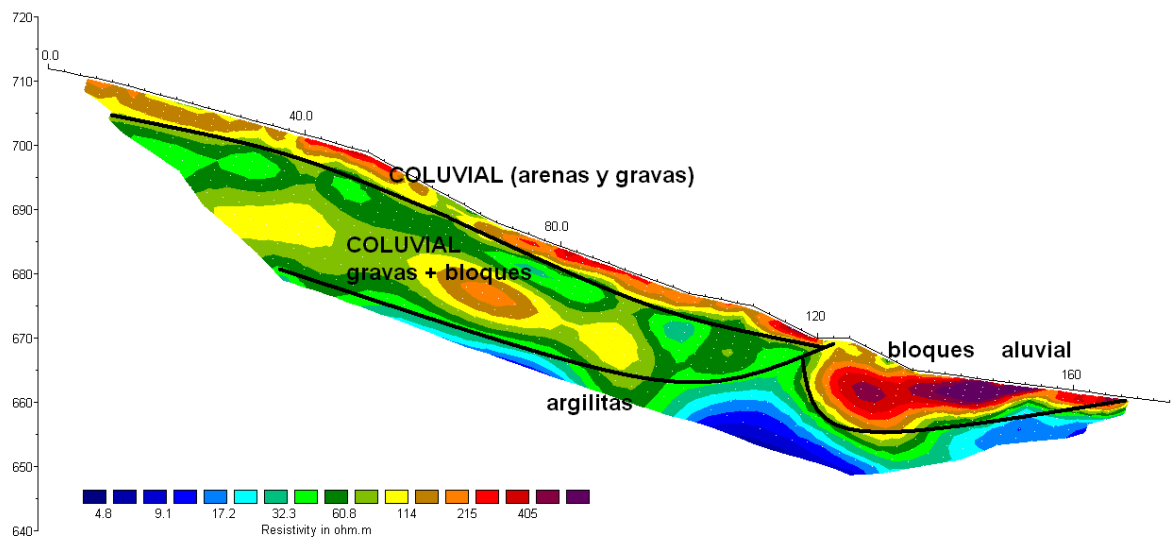 720
0.0
710
40.0
700
COLUVIAL (arenas y gravas)
690
80.0
COLUVIAL
gravas + bloques
680
120
670
bloques aluvial
160
argilitas
660
650
4.8 9.1 17.2 32.3 60.8 114 215 405
Resistivity in ohm.m
640